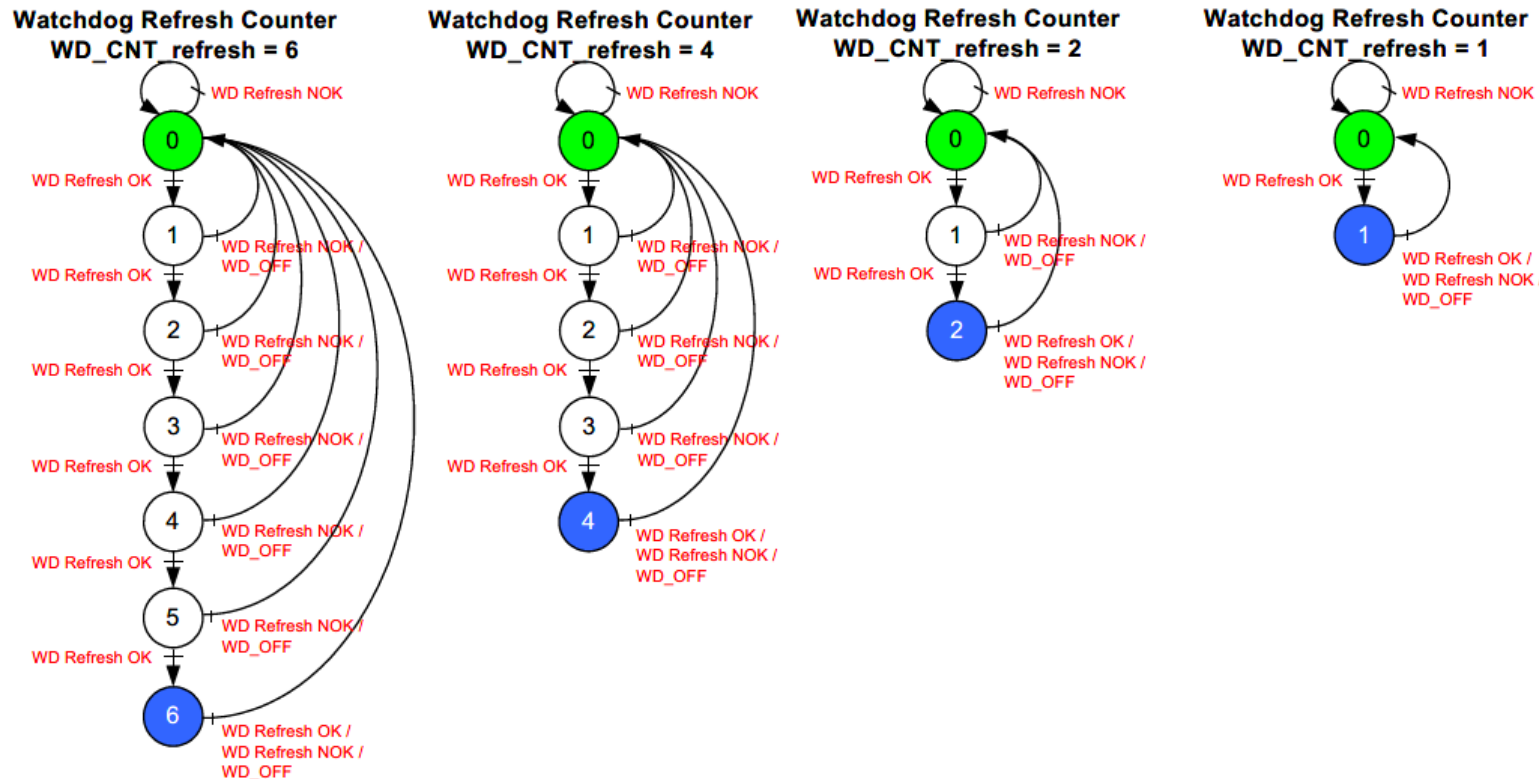 Watchdog Refresh Counter
WD_CNT_refresh = 6
WD Refresh NOK
0
WD Refresh OK
1
WD Refresh NOK /
WD_OFF
WD Refresh OK
2
WD Refresh NOK /
WD_OFF
WD Refresh OK
3
WD Refresh NOK /
WD_OFF
WD Refresh OK
4
WD Refresh NOK /
WD_OFF
WD Refresh OK
5
WD Refresh NOK /
WD_OFF
WD Refresh OK
6
WD Refresh OK /
WD Refresh NOK /
WD_OFF
Watchdog Refresh Counter
WD_CNT_refresh = 4
WD Refresh NOK
0
WD Refresh OK
1
WD Refresh NOK /
WD_OFF
WD Refresh OK
2
WD Refresh NOK /
WD_OFF
WD Refresh OK
3
WD Refresh NOK /
WD_OFF
WD Refresh OK
4
WD Refresh OK /
WD Refresh NOK /
WD_OFF
Watchdog Refresh Counter
WD_CNT_refresh = 2
WD Refresh NOK
0
WD Refresh OK
1
WD Refresh NOK /
WD_OFF
WD Refresh OK
2
WD Refresh OK /
WD Refresh NOK /
WD_OFF
Watchdog Refresh Counter
WD_CNT_refresh = 1
WD Refresh NOK
0
WD Refresh OK
1
WD Refresh OK /
WD Refresh NOK /
WD_OFF